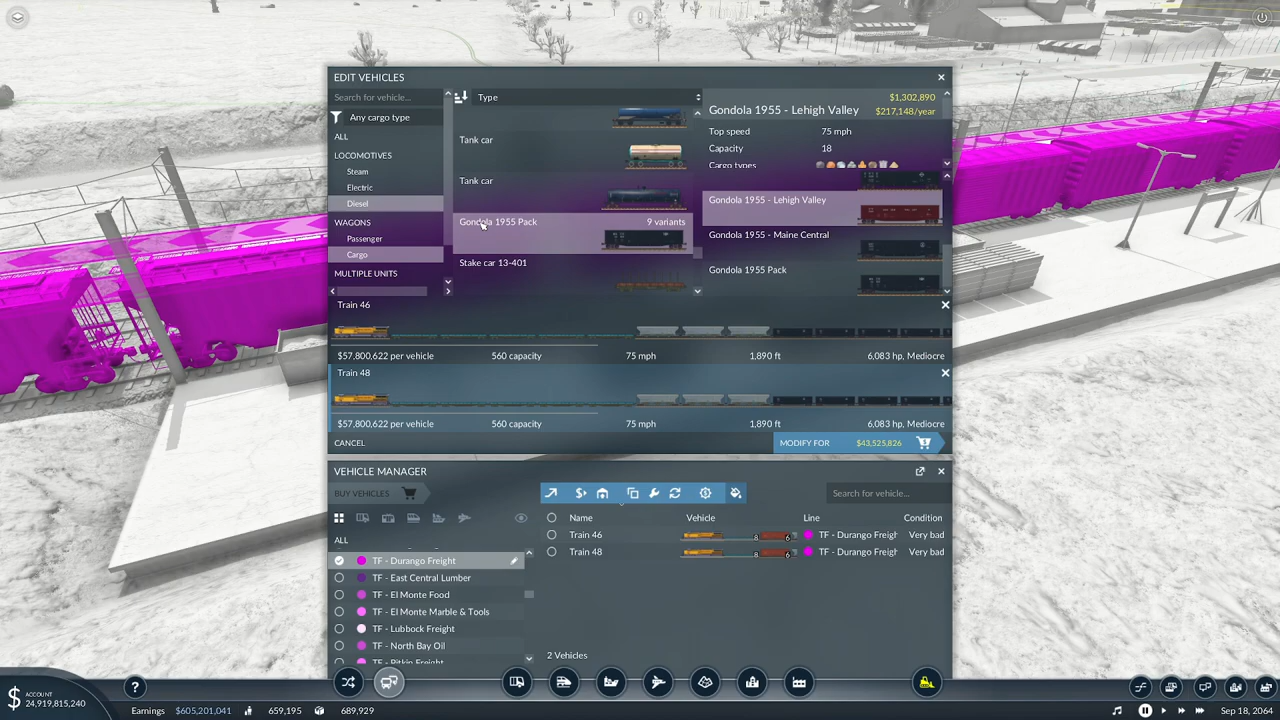 EDIT VEHICLES
Search for vehicle...
Any cargo type
ALL
LOCOMOTIVES
Steam
Electric
Diesel
WAGONS
Passenger
Cargo
MULTIPLE UNITS
Type
Tank car
Tank car
Gondola 1955 Pack 9 variants
Stake car 13-401
$1,302,890
Gondola 1955 - Lehigh Valley $217,148/year
Top speed 75 mph
Capacity 18
Cargo types
Gondola 1955 - Lehigh Valley
Gondola 1955 - Maine Central
Gondola 1955 Pack
Train 46
$57,800,622 per vehicle 560 capacity 75 mph 1,890 ft 6,083 hp, Mediocre
Train 48
$57,800,622 per vehicle 560 capacity 75 mph 1,890 ft 6,083 hp, Mediocre
CANCEL
MODIFY FOR $43,525,826
VEHICLE MANAGER
BUY VEHICLES
Search for vehicle...
ALL
TF - Durango Freight
TF - East Central Lumber
TF - El Monte Food
TF - El Monte Marble & Tools
TF - Lubbock Freight
TF - North Bay Oil
TF - Pitkin Freight
Name Vehicle Line Condition
Train 46 8 6 TF - Durango Freigh Very bad
Train 48 8 6 TF - Durango Freigh Very bad
2 Vehicles
?
$ ACCOUNT
24,919,815,240
Earnings $605,201,041 659,195 689,929
Sep 18, 2064